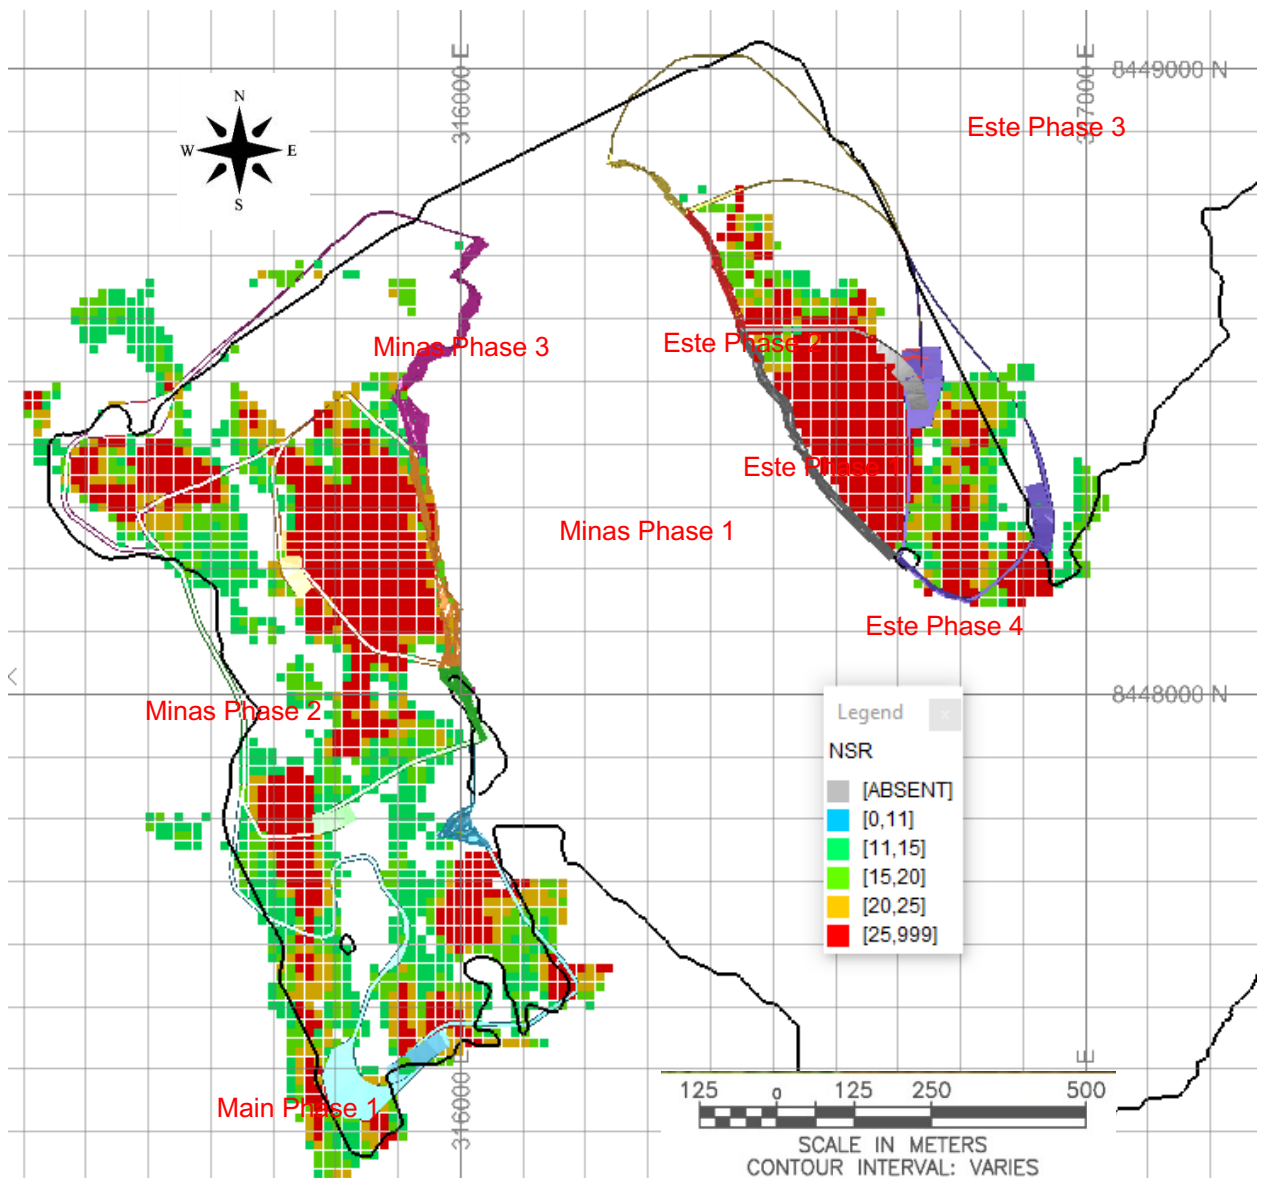 316000 E
317000 E
8449000 N
N
W
E
S
Este Phase 3
Este Phase 2
Minas Phase 3
Este Phase 1
Minas Phase 1
Este Phase 4
Minas Phase 2
8448000 N
Legend
x
NSR
[ABSENT]
[0,11]
[11,15]
[15,20]
[20,25]
[25,999]
Main Phase 1
316000 E
E
125 0 125 250 500
SCALE IN METERS
CONTOUR INTERVAL: VARIES